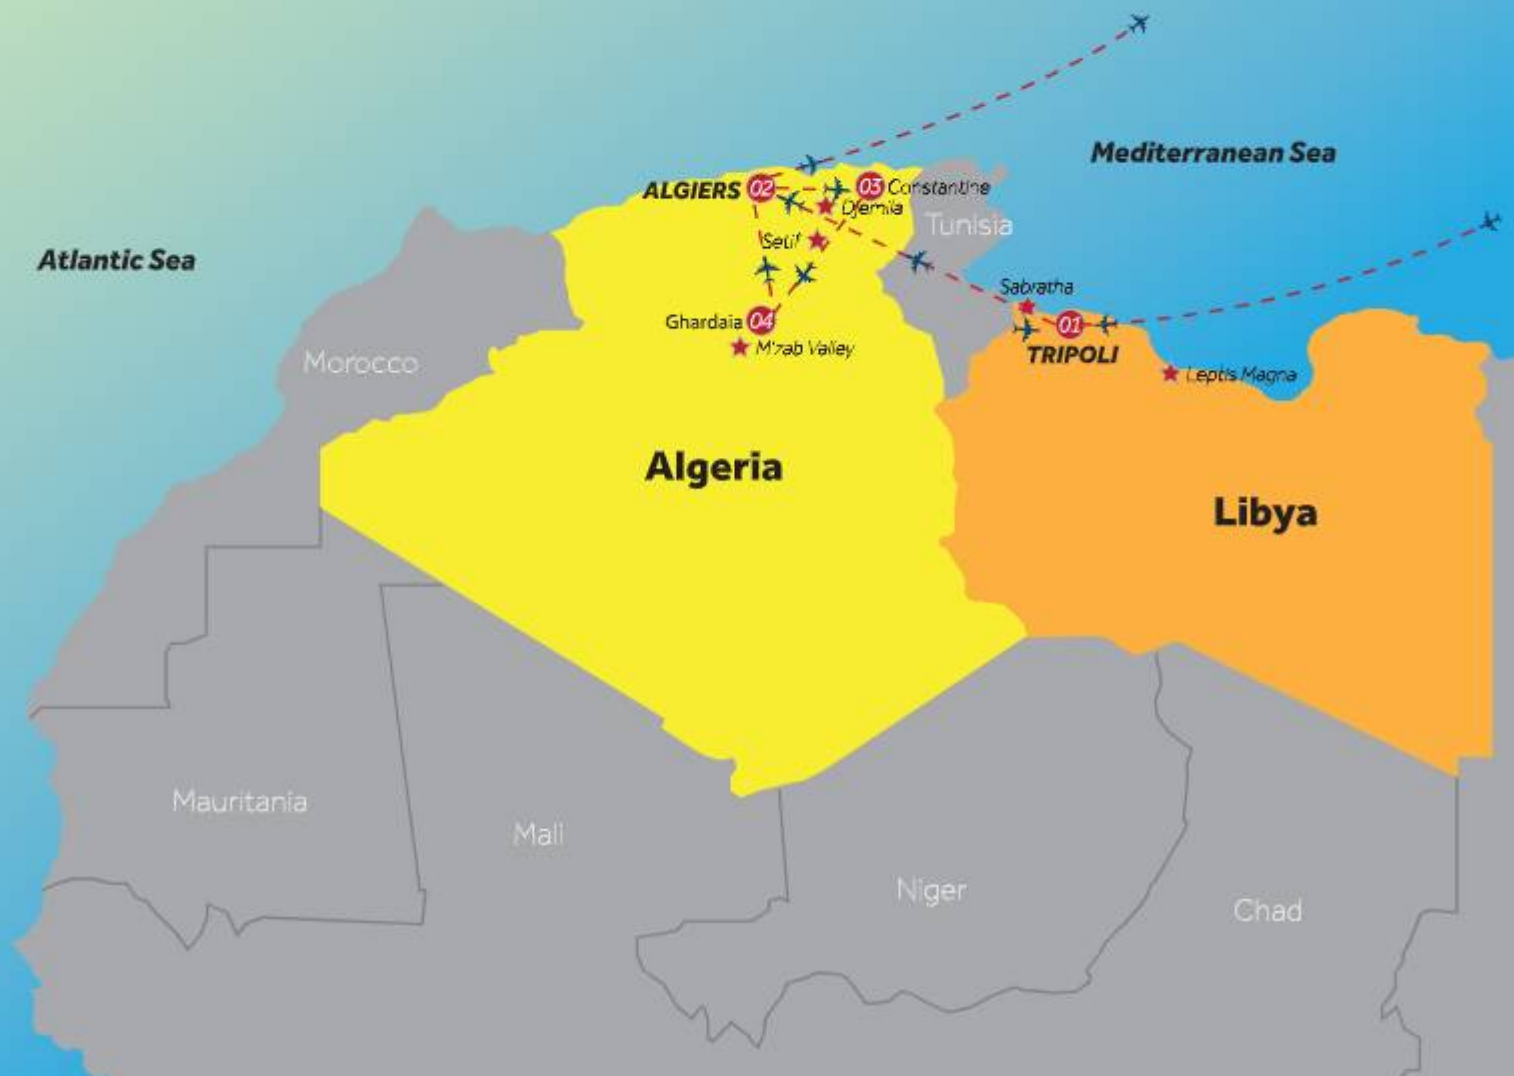 Mediterranean Sea
ALGIERS 02
03 Constantine
Djemila
Tunisia
Setif
Atlantic Sea
Sabratha
Ghardaia 04
01
TRIPOLI
M'zab Valley
Morocco
Leptis Magna
Algeria
Libya
Mauritania
Mali
Niger
Chad